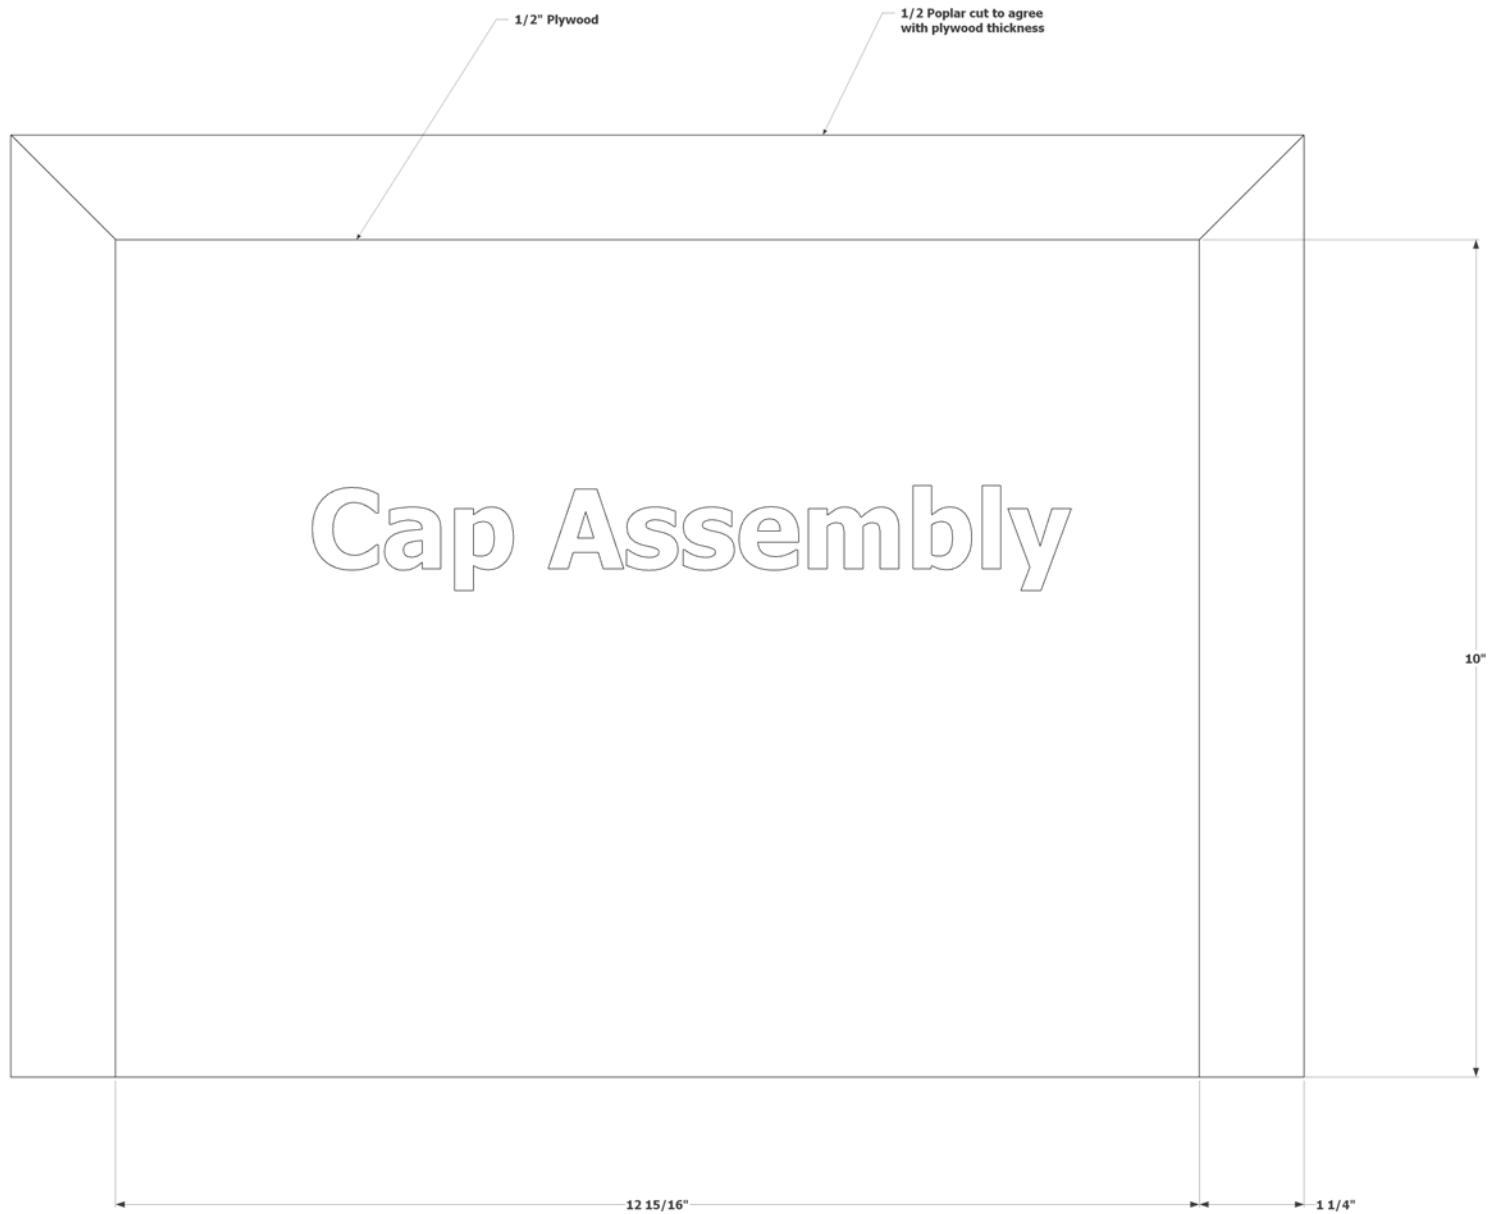 1/2" Plywood
1/2 Poplar cut to agree
with plywood thickness
Cap Assembly
10"
12 15/16"
1 1/4"